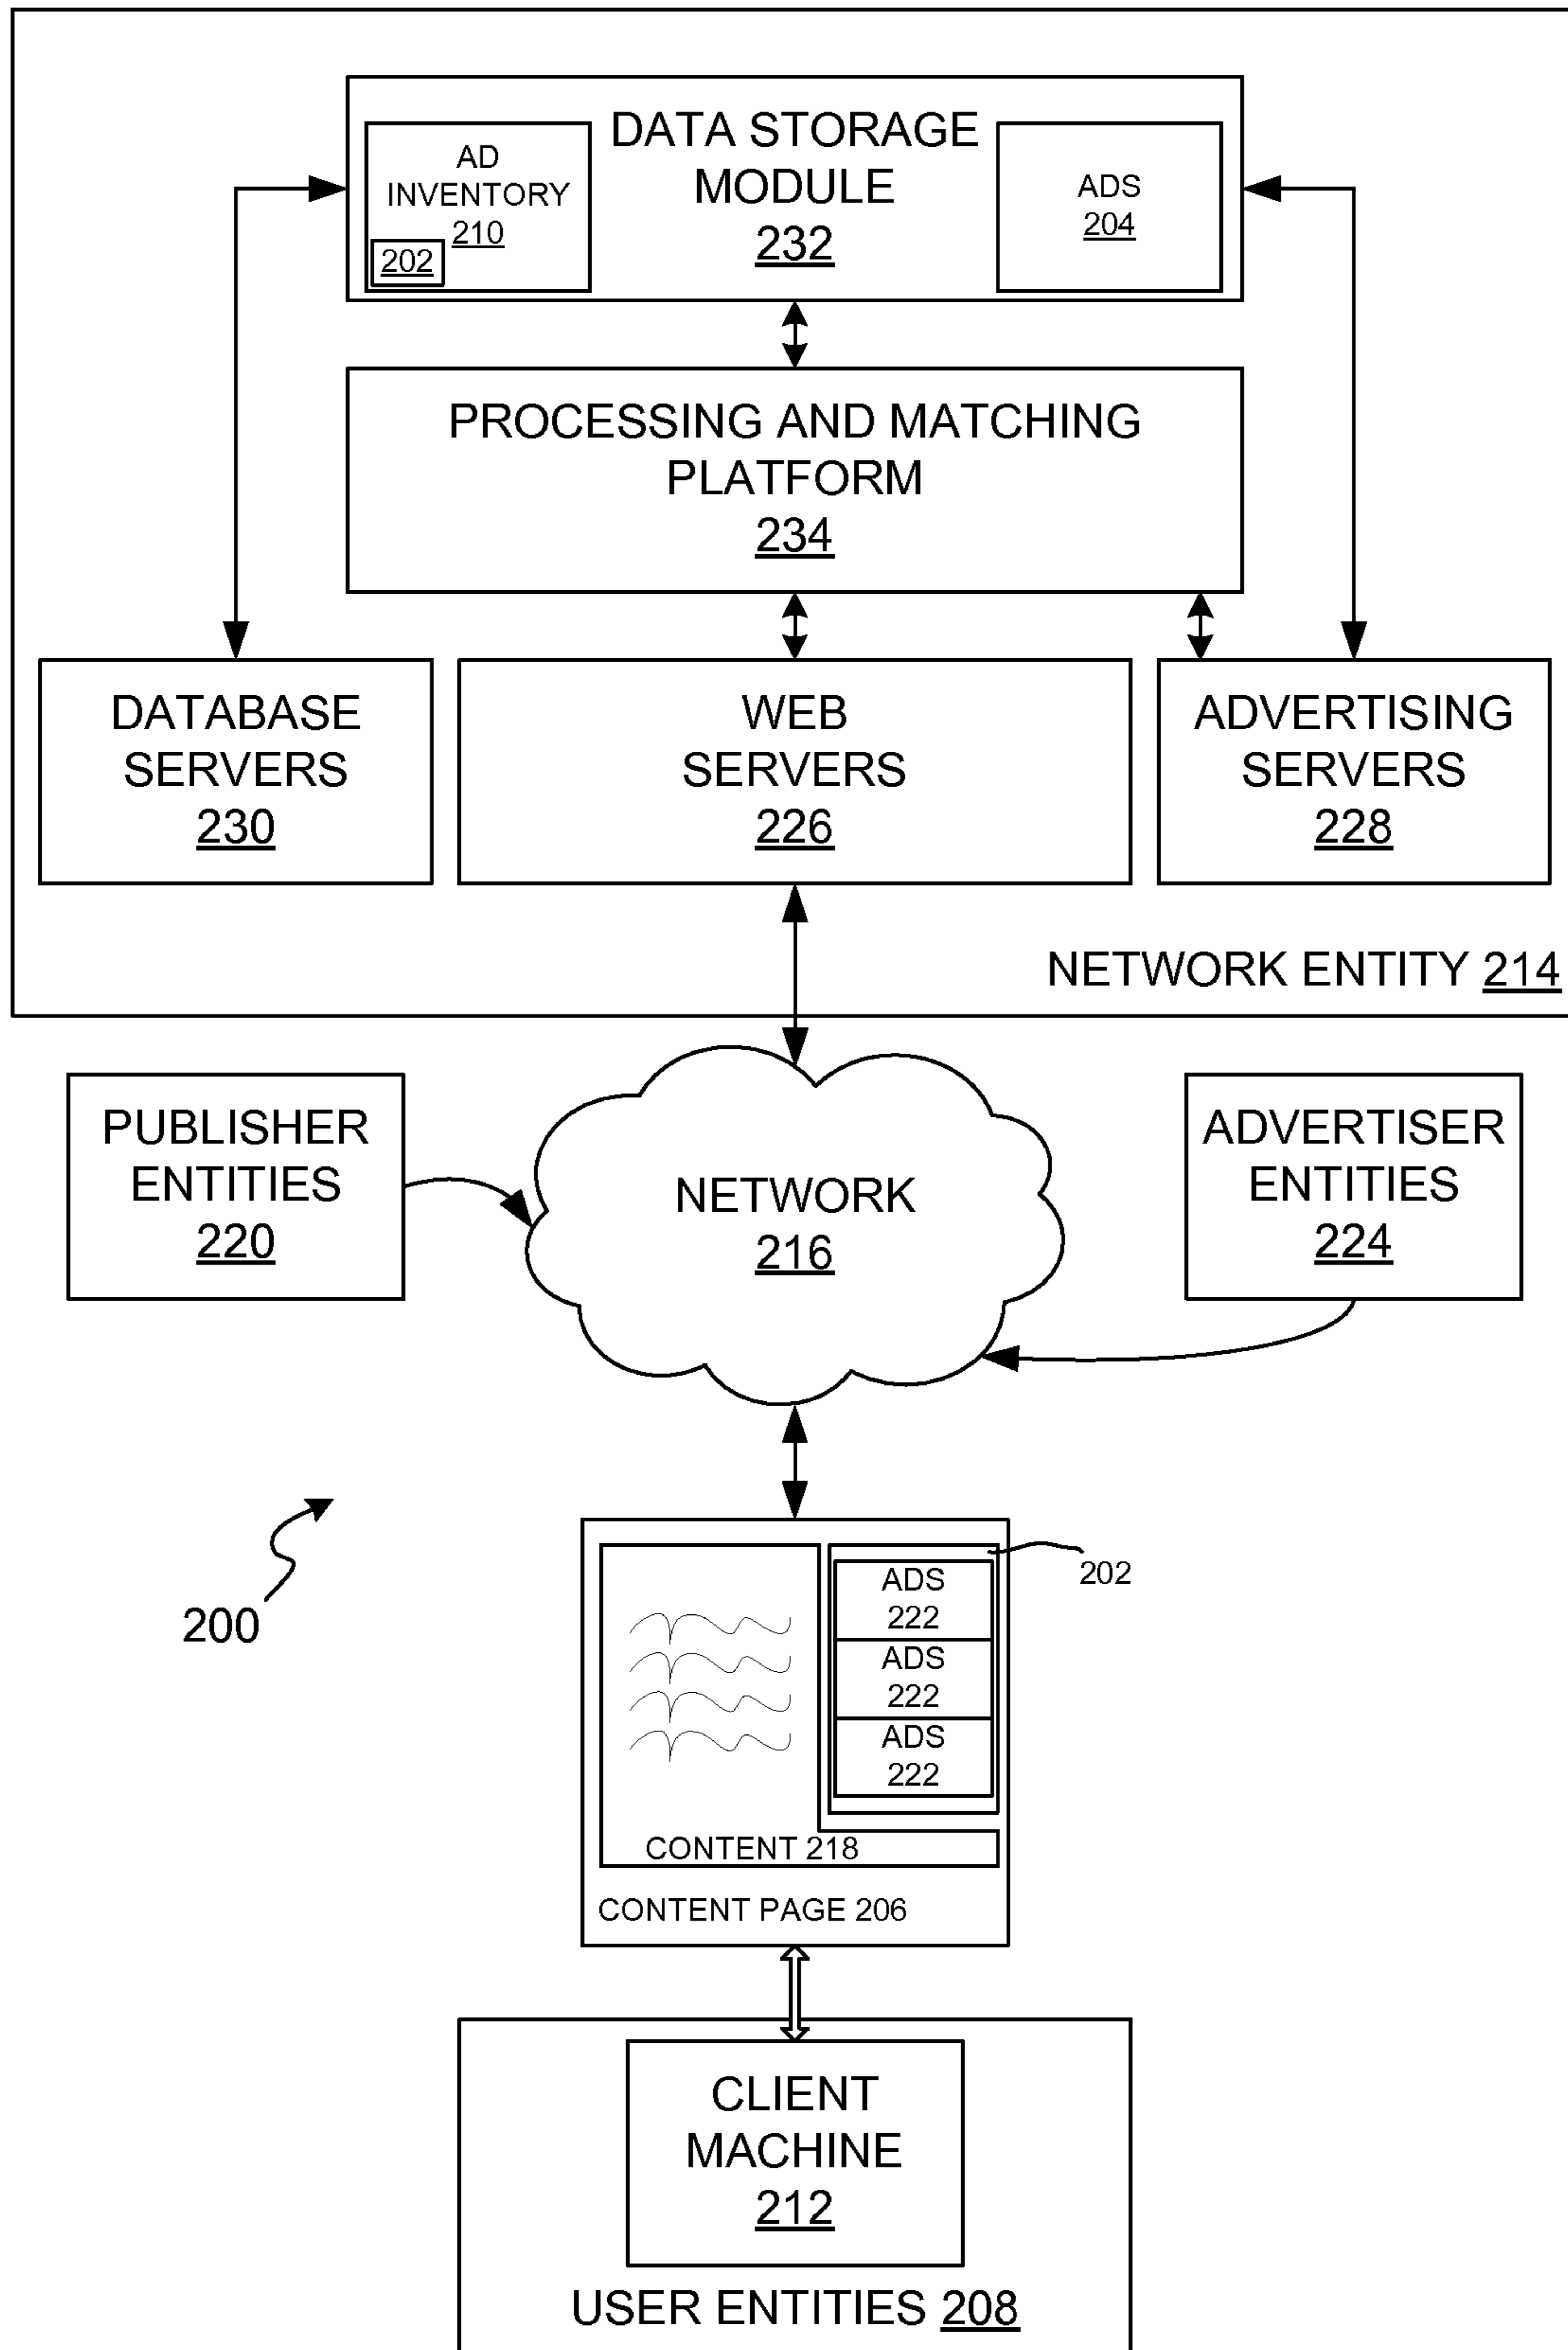 DATA STORAGE
MODULE
232
AD
INVENTORY
210
202
ADS
204
PROCESSING AND MATCHING
PLATFORM
234
DATABASE
SERVERS
230
WEB
SERVERS
226
ADVERTISING
SERVERS
228
NETWORK ENTITY 214
PUBLISHER
ENTITIES
220
NETWORK
216
ADVERTISER
ENTITIES
224
200
202
ADS
222
ADS
222
ADS
222
CONTENT 218
CONTENT PAGE 206
CLIENT
MACHINE
212
USER ENTITIES 208